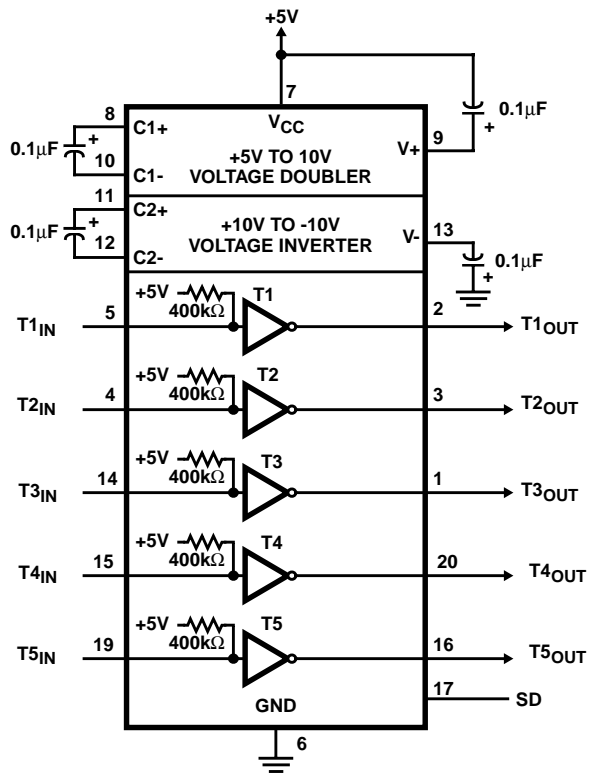 +5V
7
VCC
8
C1+
0.1µF
+
10
C1-
+5V TO 10V
VOLTAGE DOUBLER
V+
9
0.1µF
+
11
C2+
0.1µF
+
12
C2-
+10V TO -10V
VOLTAGE INVERTER
V-
13
0.1µF
+
T1IN
5
+5V
400kΩ
T1
2
T1OUT
T2IN
4
+5V
400kΩ
T2
3
T2OUT
T3IN
14
+5V
400kΩ
T3
1
T3OUT
T4IN
15
+5V
400kΩ
T4
20
T4OUT
T5IN
19
+5V
400kΩ
T5
16
T5OUT
17
SD
GND
6